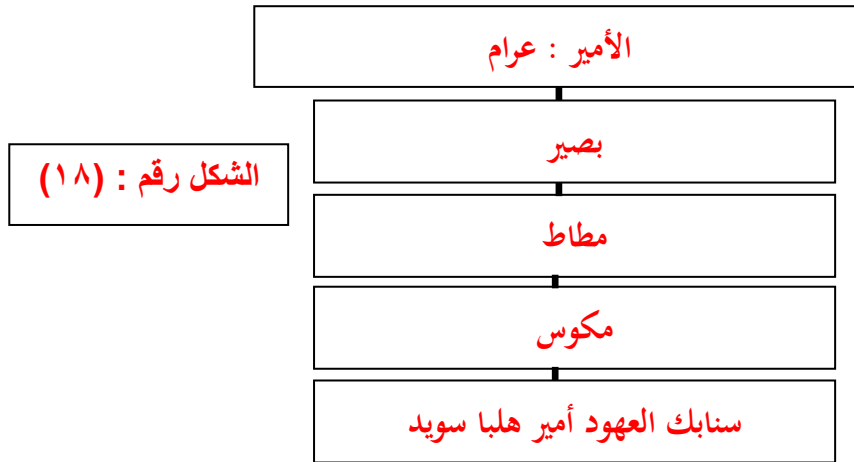 الأمير : عرام
بصير
الشكل رقم : (١٨)
مطاط
مكوس
سنابك العهود أمير هلبا سويد